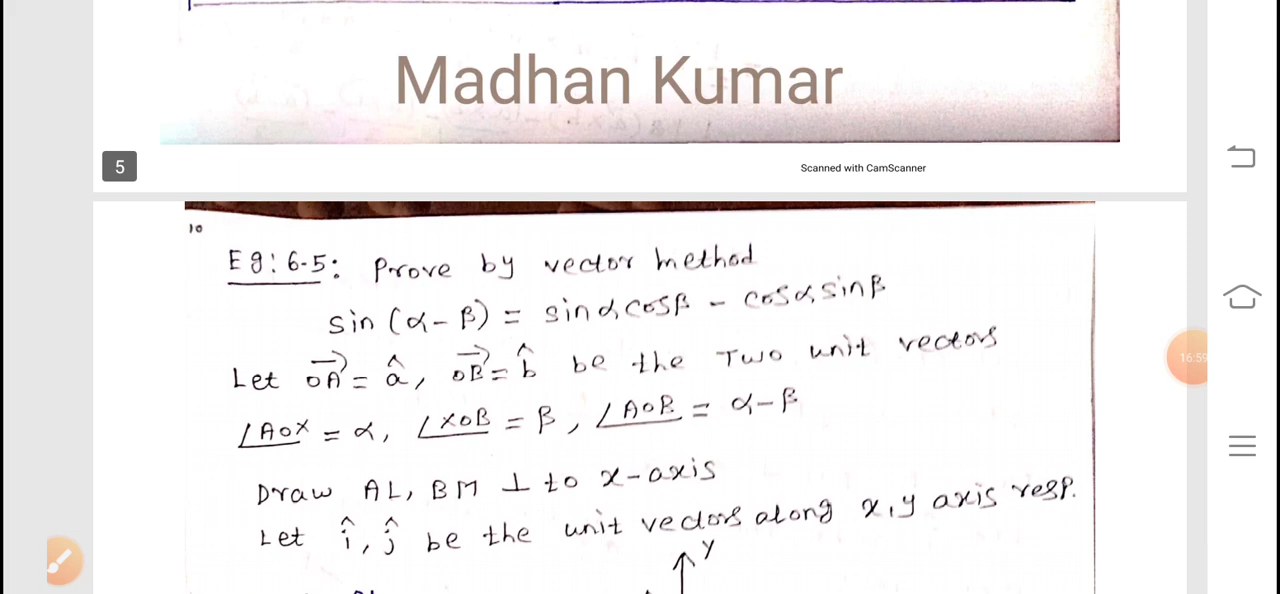 Madhan Kumar
5
Scanned with CamScanner
10
Eg: 6-5: Prove by vector method
sin (α - β) = sin α cos β - cos α sin β
Let OA⃗ = â, OB⃗ = b̂ be the Two unit vectors
∠AOX = α, ∠XOB = β, ∠AOB = α - β
Draw AL, BM ⊥ to x-axis
Let î, ĵ be the unit vectors along x, y axis resp.
Y
16:59